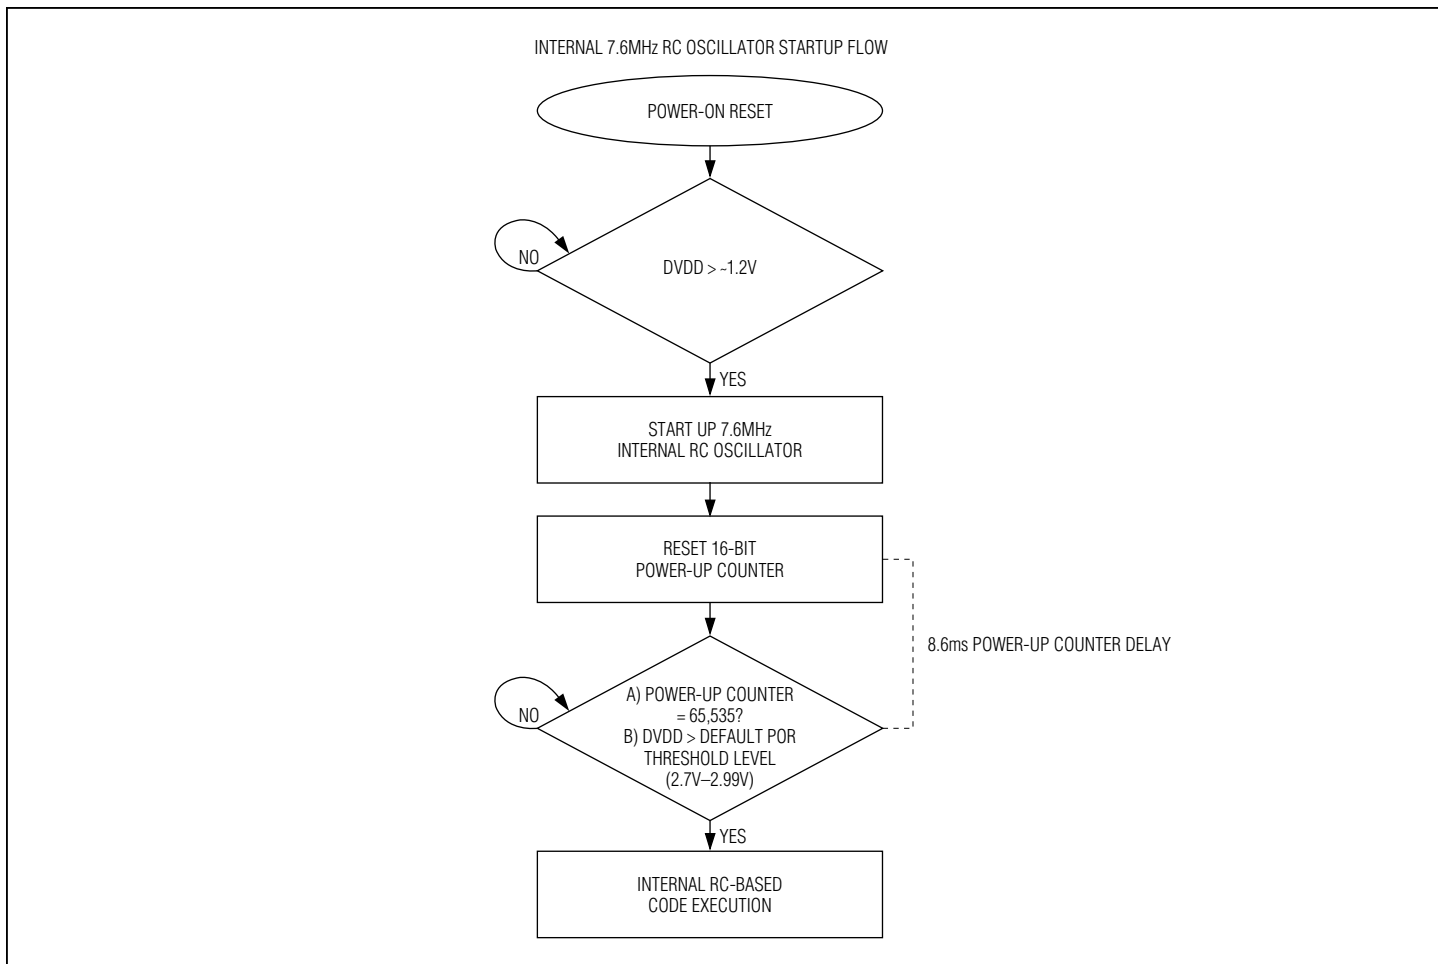 INTERNAL 7.6MHz RC OSCILLATOR STARTUP FLOW
POWER-ON RESET
NO
DVDD > ~1.2V
YES
START UP 7.6MHz
INTERNAL RC OSCILLATOR
RESET 16-BIT
POWER-UP COUNTER
8.6ms POWER-UP COUNTER DELAY
NO
A) POWER-UP COUNTER
= 65,535?
B) DVDD > DEFAULT POR
THRESHOLD LEVEL
(2.7V–2.99V)
YES
INTERNAL RC-BASED
CODE EXECUTION